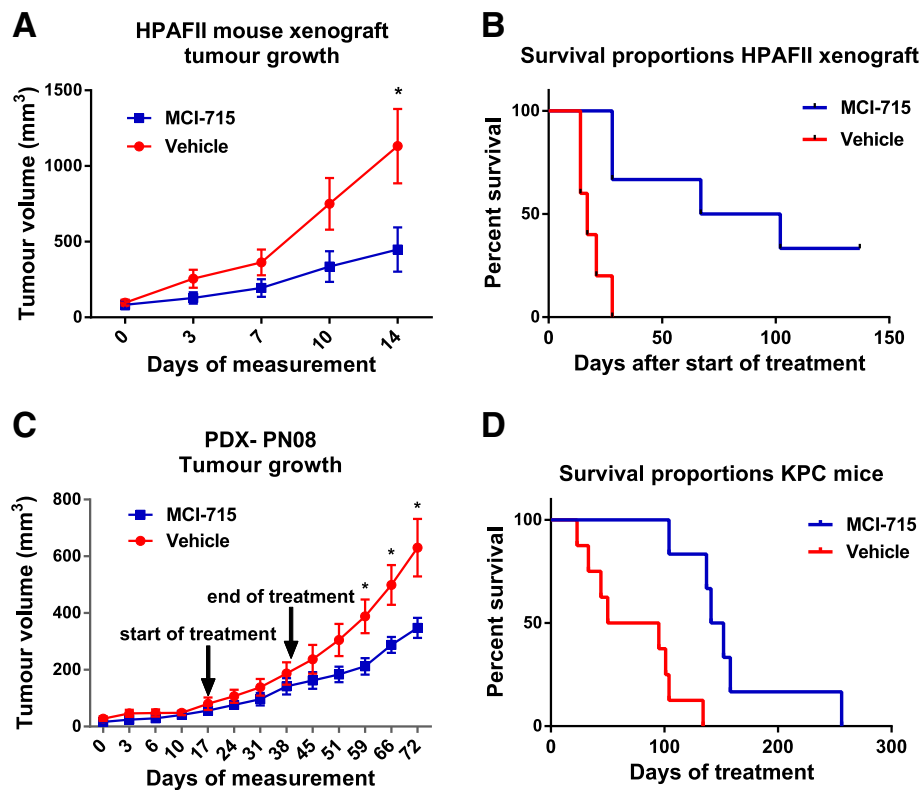 A
HPAFII mouse xenograft
tumour growth
Tumour volume (mm³)
1500
1000
500
0
MCI-715
Vehicle
*
0 3 7 10 14
Days of measurement
B
Survival proportions HPAFII xenograft
Percent survival
100
50
0
MCI-715
Vehicle
0 50 100 150
Days after start of treatment
C
PDX- PN08
Tumour growth
Tumour volume (mm³)
800
600
400
200
0
MCI-715
Vehicle
start of treatment
end of treatment
* * *
0 3 6 10 17 24 31 38 45 51 59 66 72
Days of measurement
D
Survival proportions KPC mice
Percent survival
100
50
0
MCI-715
Vehicle
0 100 200 300
Days of treatment